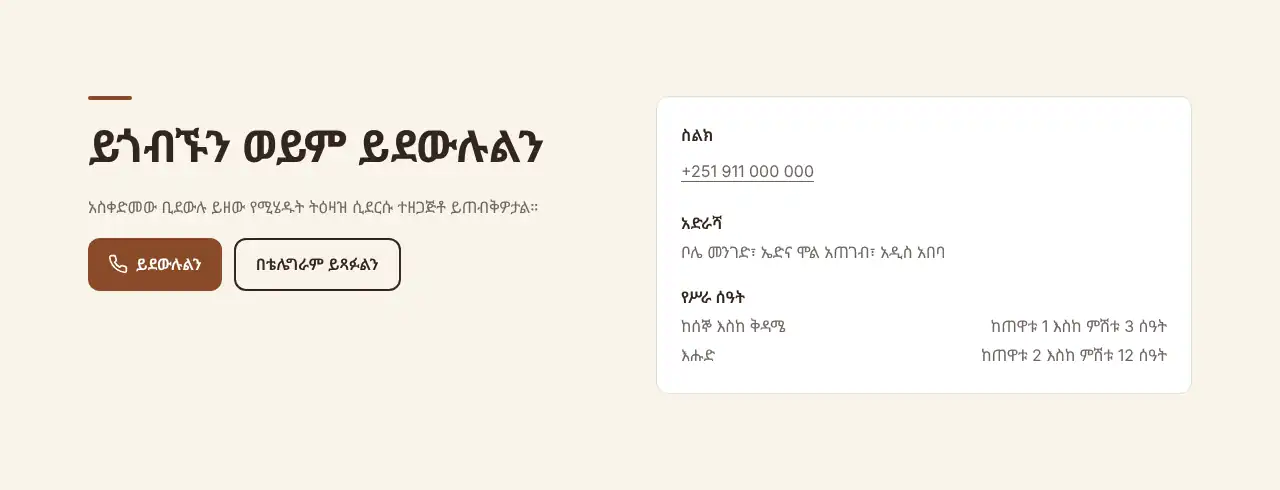 ይጎብኙን ወይም ይደውሉልን
አስቀድመው ቢደውሉ ይዘው የሚሄዱት ትዕዛዝ ሲደርሱ ተዘጋጅቶ ይጠብቅዎታል።
ይደውሉልን
በቴሌግራም ይጻፉልን
ስልክ
+251 911 000 000
አድራሻ
ቦሌ መንገድ፣ ኤድና ሞል አጠገብ፣ አዲስ አበባ
የሥራ ሰዓት
ከሰኞ እስከ ቅዳሜ ከጠዋቱ 1 እስከ ምሽቱ 3 ሰዓት
እሑድ ከጠዋቱ 2 እስከ ምሽቱ 12 ሰዓት